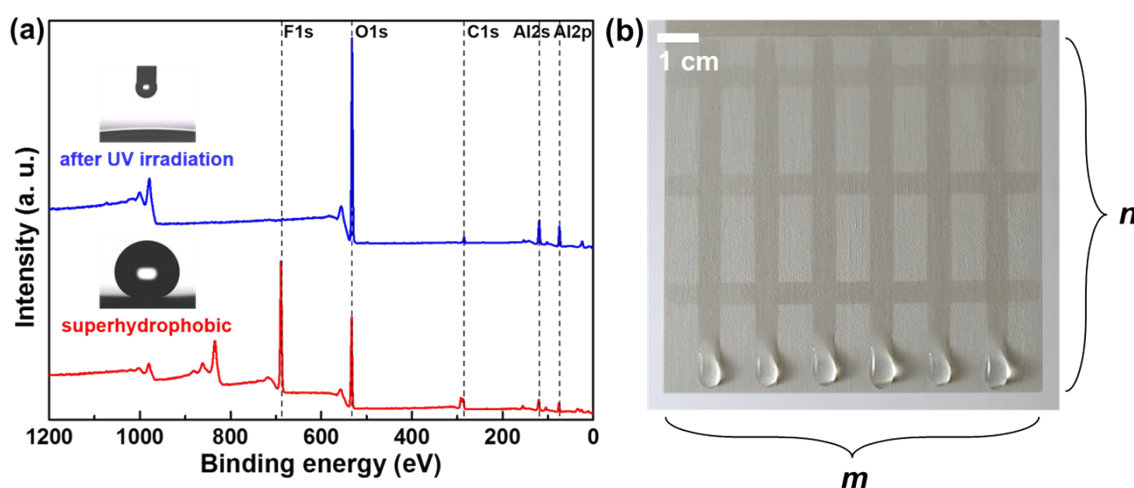 (a)
F1s O1s C1s Al2s Al2p
after UV irradiation
superhydrophobic
Intensity (a. u.)
1200 1000 800 600 400 200 0
Binding energy (eV)
(b)
1 cm
n
m